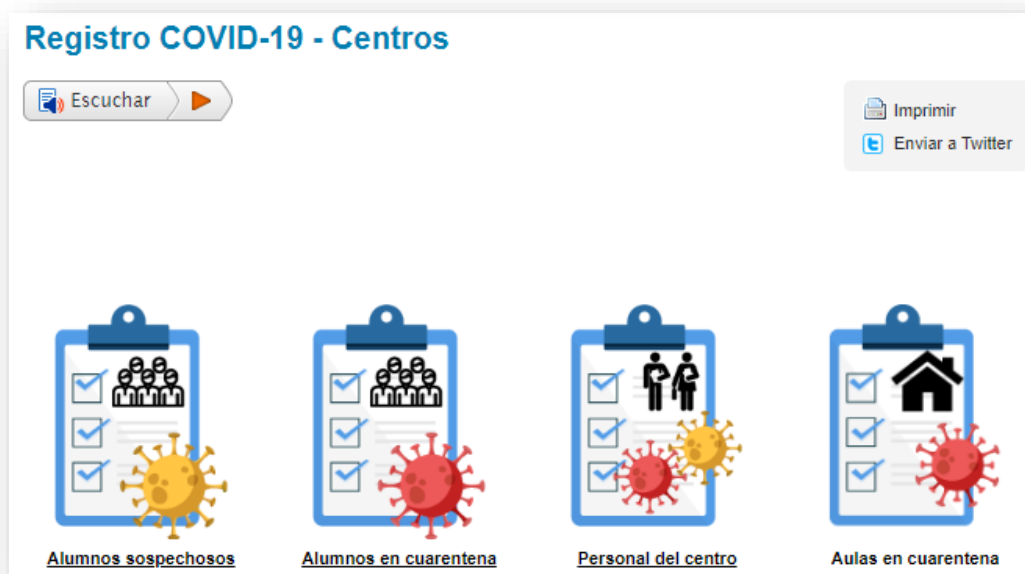 Registro COVID-19 - Centros
Escuchar
Imprimir
Enviar a Twitter
Alumnos sospechosos
Alumnos en cuarentena
Personal del centro
Aulas en cuarentena